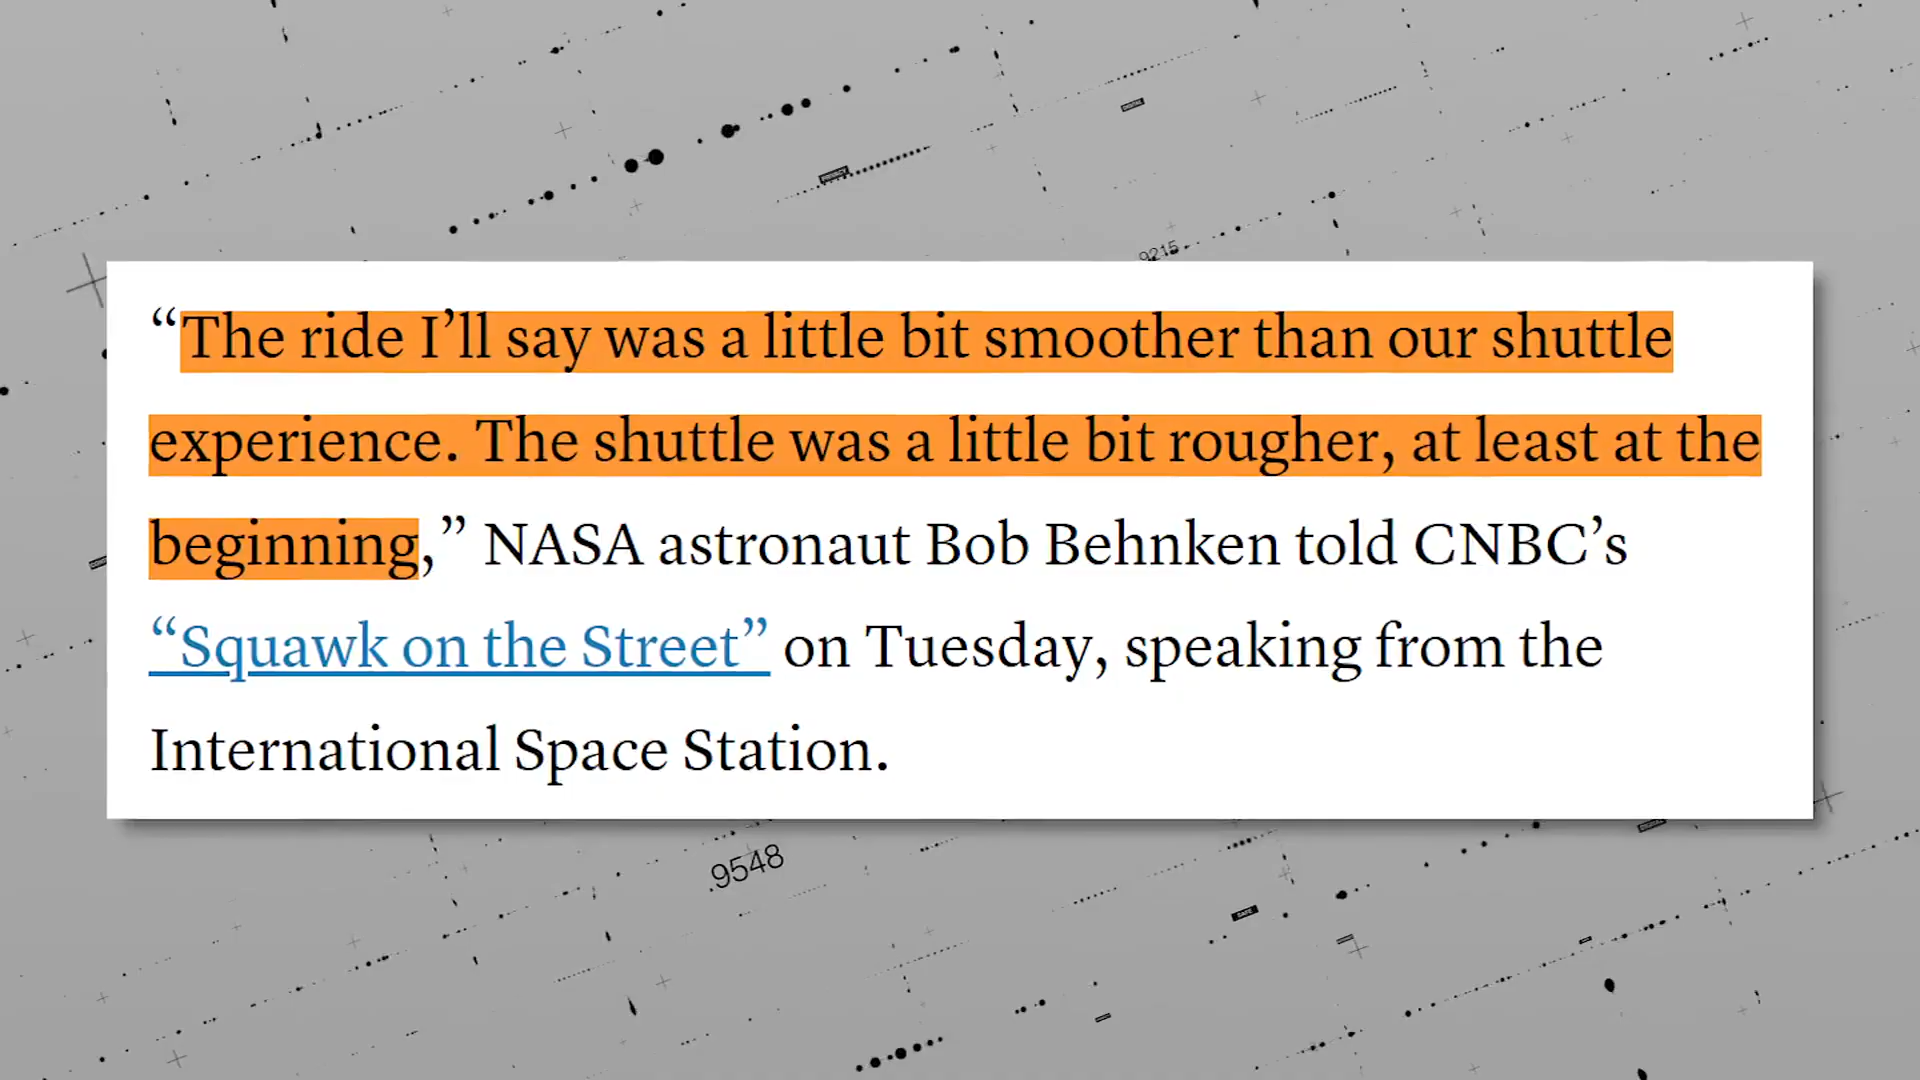 9215
“The ride I’ll say was a little bit smoother than our shuttle
experience. The shuttle was a little bit rougher, at least at the
beginning,” NASA astronaut Bob Behnken told CNBC’s
“Squawk on the Street” on Tuesday, speaking from the
International Space Station.
.9548